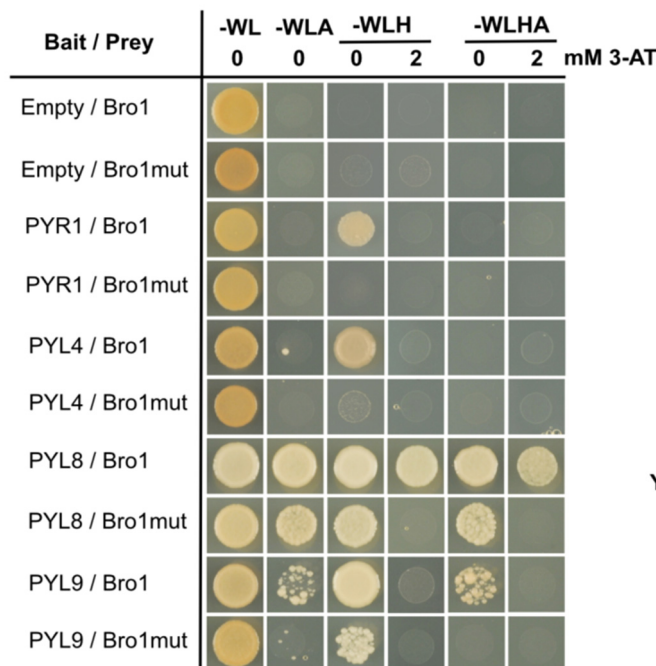 -WL -WLA -WLH -WLHA
Bait / Prey
0 0 0 2 0 2 mM 3-AT
Empty / Bro1
Empty / Bro1mut
PYR1 / Bro1
PYR1 / Bro1mut
PYL4 / Bro1
PYL4 / Bro1mut
PYL8 / Bro1
Y
PYL8 / Bro1mut
PYL9 / Bro1
PYL9 / Bro1mut